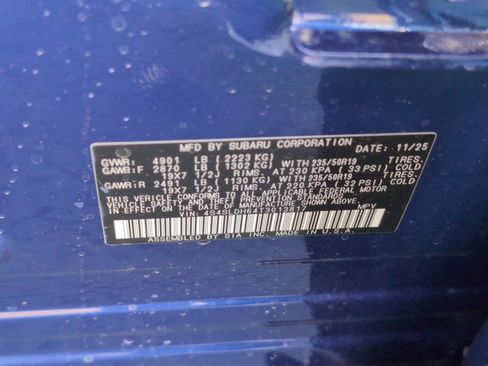 MFD BY SUBARU CORPORATION DATE: 11/25
GVWR: 4901 LB (2223 KG)
GAWR:F 2870 LB (1302 KG) WITH 235/50R19 TIRES,
19X7 1/2J RIMS, AT 230 KPA (33 PSI) COLD
GAWR:R 2491 LB (1130 KG) WITH 235/50R19 TIRES,
19X7 1/2J RIMS, AT 220 KPA (32 PSI) COLD
THIS VEHICLE CONFORMS TO ALL APPLICABLE FEDERAL MOTOR
VEHICLE SAFETY AND THEFT PREVENTION STANDARDS IN
EFFECT ON THE DATE OF MANUFACTURE SHOWN ABOVE.
VIN: MPV
ASSEMBLED BY SIA INC. MADE IN U.S.A.